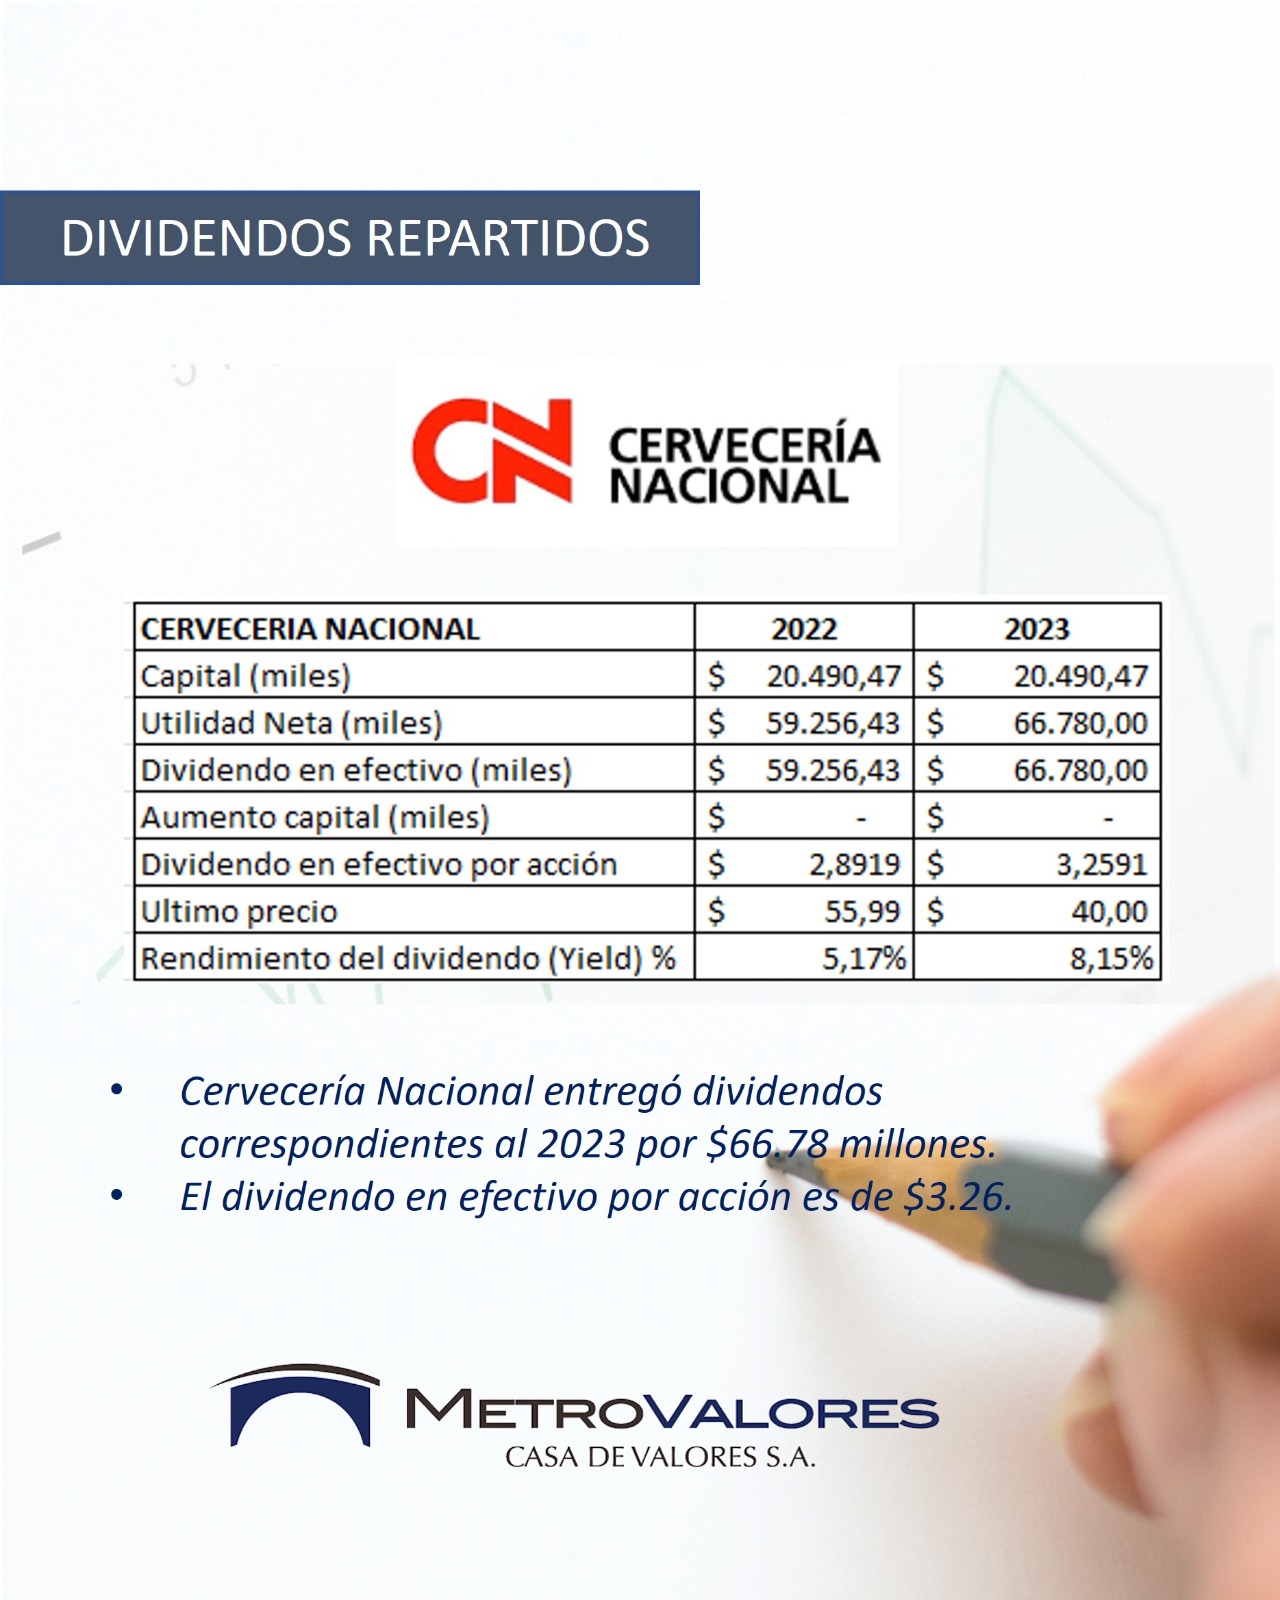 DIVIDENDOS REPARTIDOS
CN CERVECERÍA
NACIONAL
CERVECERIA NACIONAL 2022 2023
Capital (miles) $ 20.490,47 $ 20.490,47
Utilidad Neta (miles) $ 59.256,43 $ 66.780,00
Dividendo en efectivo (miles) $ 59.256,43 $ 66.780,00
Aumento capital (miles) $ - $ -
Dividendo en efectivo por acción $ 2,8919 $ 3,2591
Ultimo precio $ 55,99 $ 40,00
Rendimiento del dividendo (Yield) % 5,17% 8,15%
• Cervecería Nacional entregó dividendos
correspondientes al 2023 por $66.78 millones.
• El dividendo en efectivo por acción es de $3.26.
METROVALORES
CASA DE VALORES S.A.